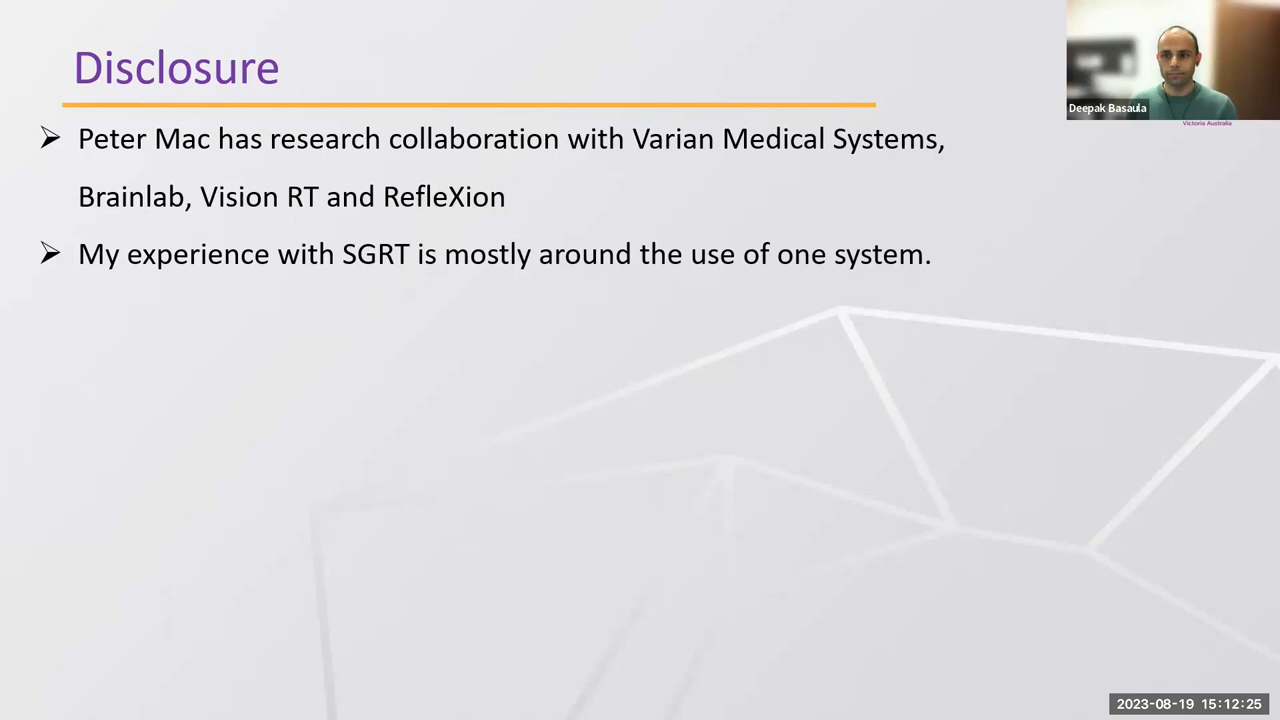 Disclosure
Deepak Basaula
Victoria Australia
➢ Peter Mac has research collaboration with Varian Medical Systems,
Brainlab, Vision RT and RefleXion
➢ My experience with SGRT is mostly around the use of one system.
2023-08-19 15:12:25